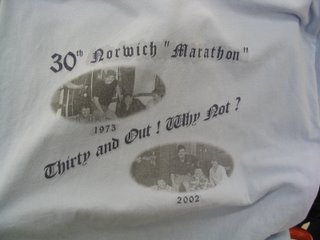 30th Norwich "Marathon"
1973
Thirty and Out ! Why Not ?
2002